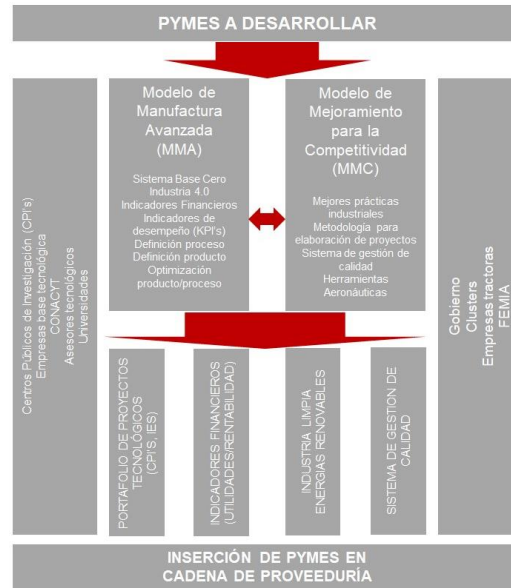 PYMES A DESARROLLAR
Centros Públicos de Investigación (CPI's)
Empresas base tecnológica
CONACYT
Asesores tecnológicos
Universidades
Modelo de
Manufactura
Avanzada
(MMA)
Sistema Base Cero
Industria 4.0
Indicadores Financieros
Indicadores de
desempeño (KPI's)
Definición proceso
Definición producto
Optimización
producto/proceso
Modelo de
Mejoramiento
para la
Competitividad
(MMC)
Mejores prácticas
industriales
Metodología para
elaboración de proyectos
Sistema de gestión de
calidad
Herramientas
Aeronáuticas
Gobierno
Clusters
Empresas tractoras
FEMIA
PORTAFOLIO DE PROYECTOS
TECNOLÓGICOS
(CPI'S, IES)
INDICADORES FINANCIEROS
(UTILIDADES/RENTABILIDAD)
INDUSTRIA LIMPIA
ENERGIAS RENOVABLES
SISTEMA DE GESTION DE
CALIDAD
INSERCIÓN DE PYMES EN
CADENA DE PROVEEDURÍA